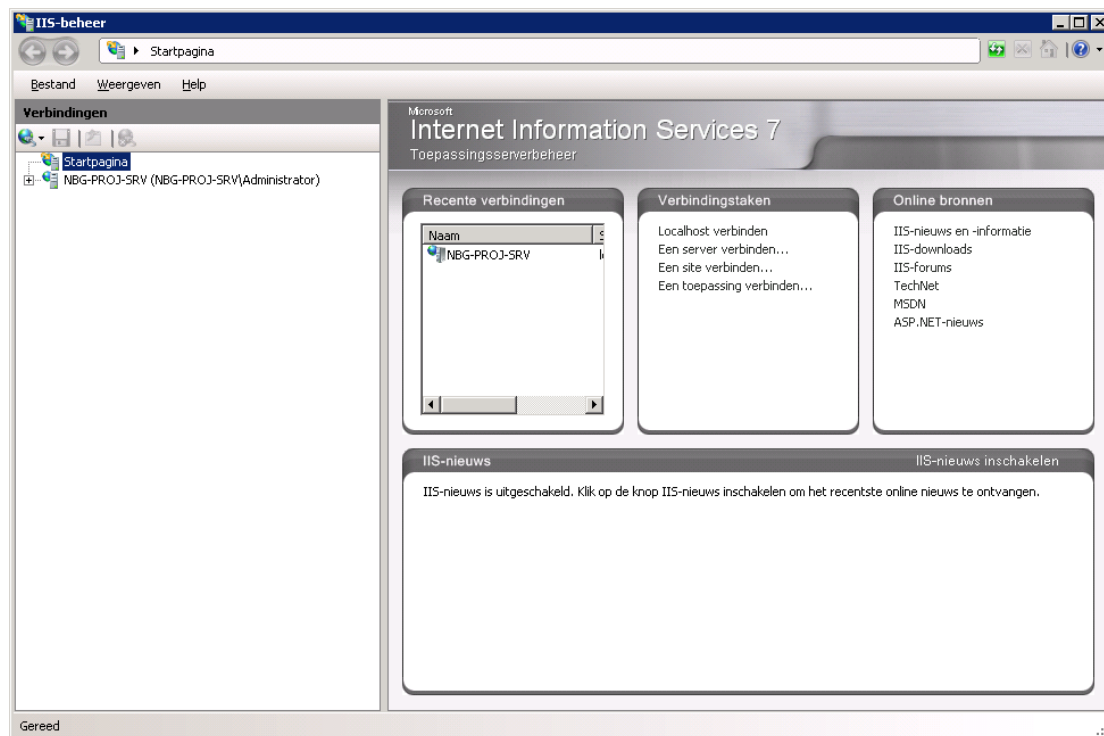 IIS-beheer
Startpagina
Bestand Weergeven Help
Verbindingen
Startpagina
NBG-PROJ-SRV (NBG-PROJ-SRV\Administrator)
Microsoft
Internet Information Services 7
Toepassingsserverbeheer
Recente verbindingen
Naam
NBG-PROJ-SRV
Verbindingstaken
Localhost verbinden
Een server verbinden...
Een site verbinden...
Een toepassing verbinden...
Online bronnen
IIS-nieuws en -informatie
IIS-downloads
IIS-forums
TechNet
MSDN
ASP.NET-nieuws
IIS-nieuws
IIS-nieuws inschakelen
IIS-nieuws is uitgeschakeld. Klik op de knop IIS-nieuws inschakelen om het recentste online nieuws te ontvangen.
Gereed